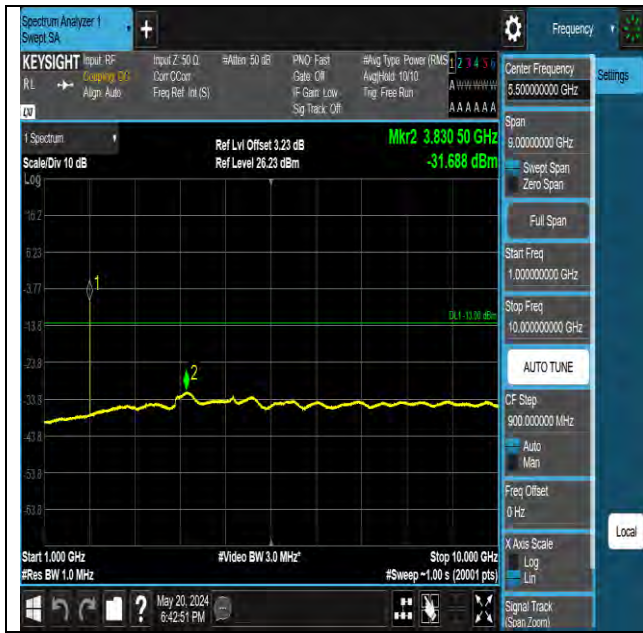 Spectrum Analyzer 1
Swept SA
+
Frequency
KEYSIGHT
RL
Input: RF
Coupling: DC
Align: Auto
Input Z: 50 Ω
Corr CCorr
Freq Ref: Int (S)
#Atten: 50 dB
PNO: Fast
Gate: Off
IF Gain: Low
Sig Track: Off
#Avg Type: Power (RMS
Avg|Hold: 10/10
Trig: Free Run
1 2 3 4 5 6
A W W W W W
A A A A A A
1 Spectrum
Scale/Div 10 dB
Log
Ref Lvl Offset 3.23 dB
Ref Level 26.23 dBm
Mkr2 3.830 50 GHz
-31.688 dBm
16.2
6.23
-3.77
-13.8
-23.8
-33.8
-43.8
-53.8
-63.8
1
2
DL1 -13.00 dBm
Start 1.000 GHz
#Res BW 1.0 MHz
#Video BW 3.0 MHz*
Stop 10.000 GHz
#Sweep ~1.00 s (20001 pts)
?
May 20, 2024
6:42:51 PM
Center Frequency
5.500000000 GHz
Settings
Span
9.00000000 GHz
Swept Span
Zero Span
Full Span
Start Freq
1.000000000 GHz
Stop Freq
10.000000000 GHz
AUTO TUNE
CF Step
900.000000 MHz
Auto
Man
Freq Offset
0 Hz
X Axis Scale
Log
Lin
Signal Track
(Span Zoom)
Local